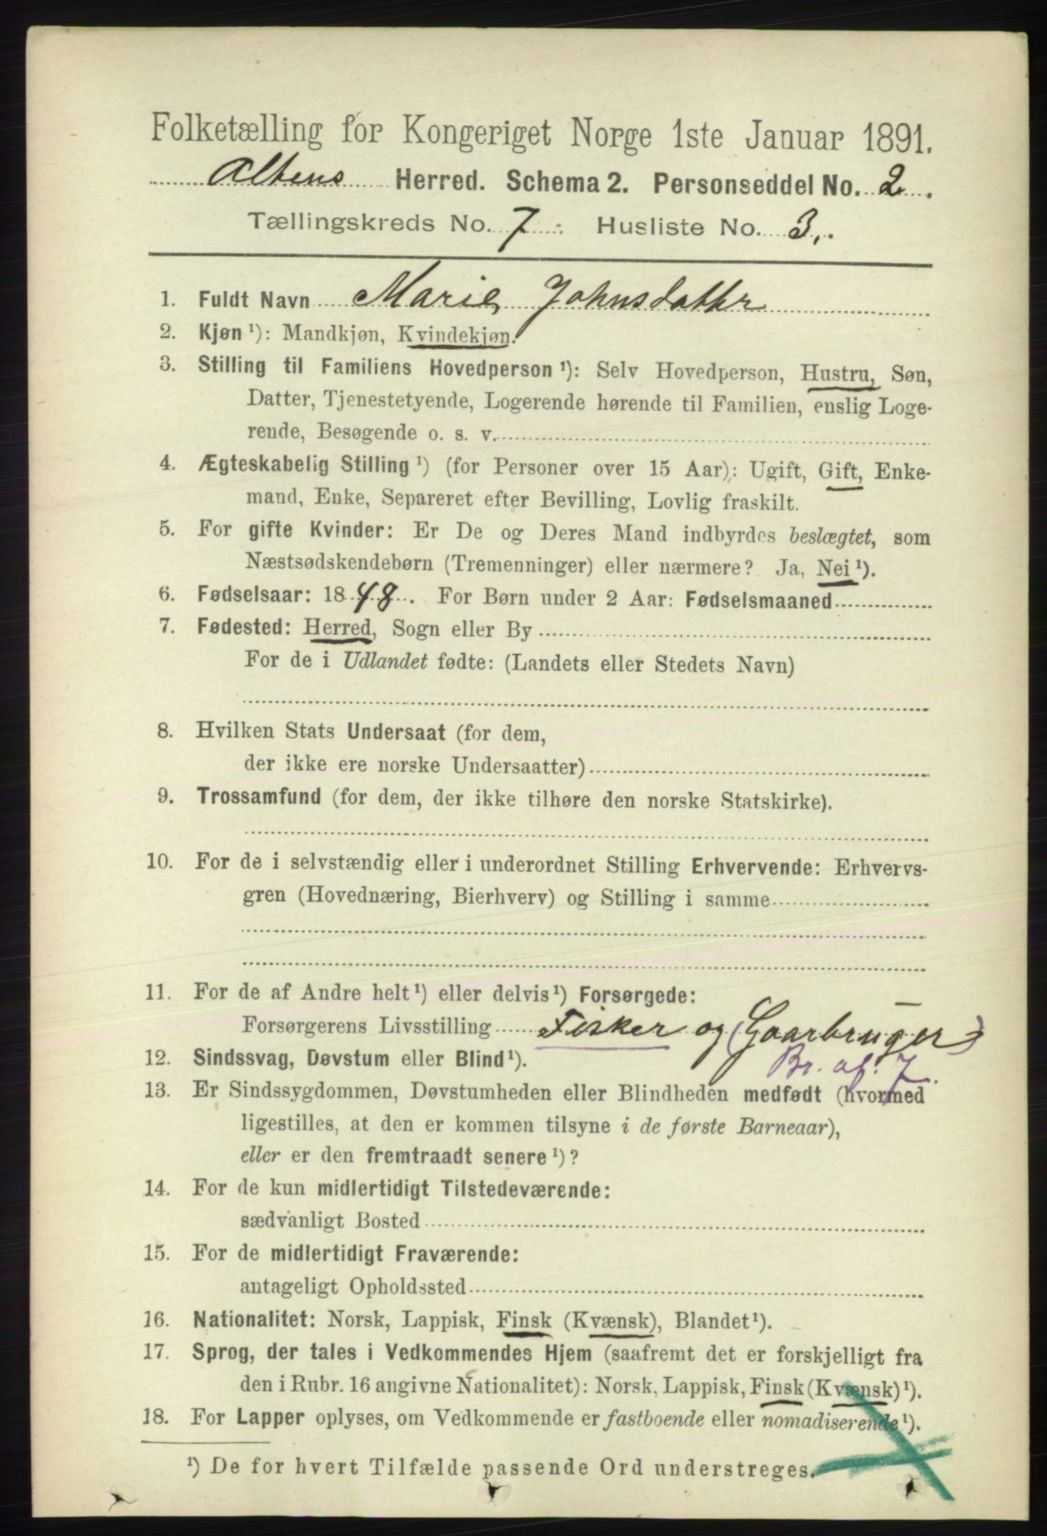 Folketælling for Kongeriget Norge 1ste Januar 1891.
Altens Herred. Schema 2. Personseddel No. 2.
Tællingskreds No. 7. Husliste No. 3.
1. Fuldt Navn Marie Johnsdatter
2. Kjøn ¹): Mandkjøn, Kvindekjøn.
3. Stilling til Familiens Hovedperson ¹): Selv Hovedperson, Hustru, Søn,
Datter, Tjenestetyende, Logerende hørende til Familien, enslig Loge-
rende, Besøgende o. s. v.
4. Ægteskabelig Stilling ¹) (for Personer over 15 Aar): Ugift, Gift, Enke-
mand, Enke, Separeret efter Bevilling, Lovlig fraskilt.
5. For gifte Kvinder: Er De og Deres Mand indbyrdes beslægtet, som
Næstsødskendebørn (Tremenninger) eller nærmere? Ja, Nei ¹).
6. Fødselsaar: 1848. For Børn under 2 Aar: Fødselsmaaned
7. Fødested: Herred, Sogn eller By
For de i Udlandet fødte: (Landets eller Stedets Navn)
8. Hvilken Stats Undersaat (for dem,
der ikke ere norske Undersaatter)
9. Trossamfund (for dem, der ikke tilhøre den norske Statskirke).
10. For de i selvstændig eller i underordnet Stilling Erhvervende: Erhvervs-
gren (Hovednæring, Bierhverv) og Stilling i samme
11. For de af Andre helt ¹) eller delvis ¹) Forsørgede:
Forsørgerens Livsstilling Fisker og (Gaarbruger)
12. Sindssvag, Døvstum eller Blind ¹). Br. af. J.
13. Er Sindssygdommen, Døvstumheden eller Blindheden medfødt (hvormed
ligestilles, at den er kommen tilsyne i de første Barneaar),
eller er den fremtraadt senere ¹)?
14. For de kun midlertidigt Tilstedeværende:
sædvanligt Bosted
15. For de midlertidigt Fraværende:
antageligt Opholdssted
16. Nationalitet: Norsk, Lappisk, Finsk (Kvænsk), Blandet ¹).
17. Sprog, der tales i Vedkommendes Hjem (saafremt det er forskjelligt fra
den i Rubr. 16 angivne Nationalitet): Norsk, Lappisk, Finsk (Kvænsk) ¹).
18. For Lapper oplyses, om Vedkommende er fastboende eller nomadiserende ¹).
¹) De for hvert Tilfælde passende Ord understreges.